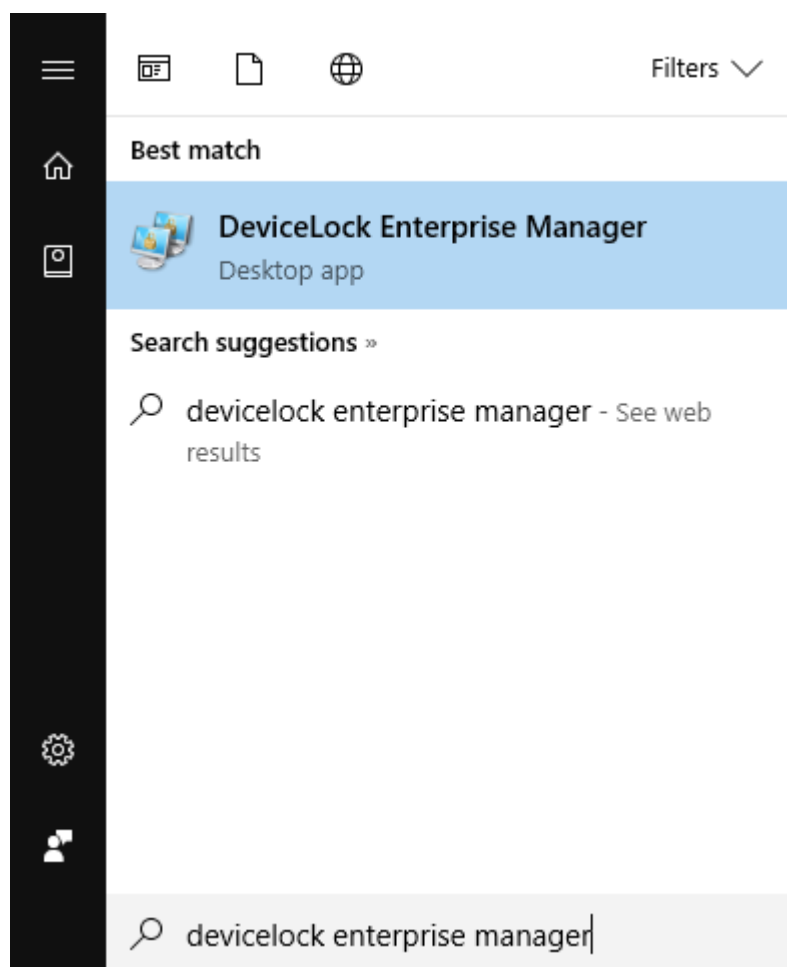 Filters
Best match
DeviceLock Enterprise Manager
Desktop app
Search suggestions »
devicelock enterprise manager - See web
results
devicelock enterprise manager